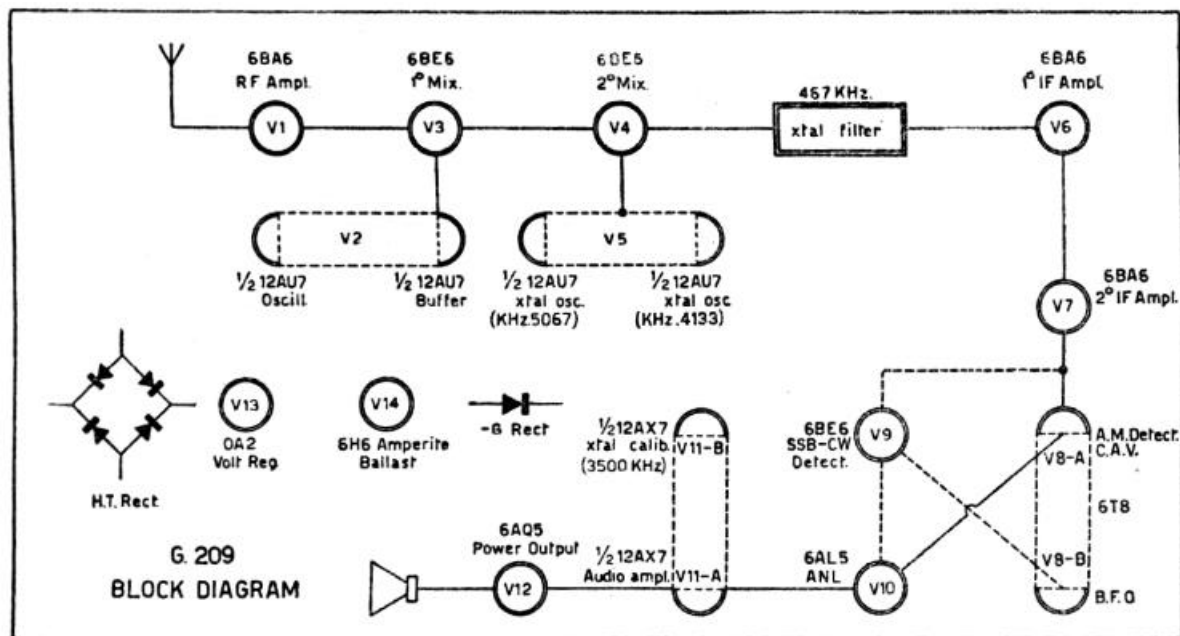 6BA6
RF Ampl.
V1
6BE6
1° Mix.
V3
2° Mix.
V4
467 KHz.
xtal filter
6BA6
1° IF Ampl.
V6
V2
1/2 12AU7
Oscill.
1/2 12AU7
Buffer
V5
1/2 12AU7
xtal osc.
(KHz.5067)
1/2 12AU7
xtal osc
(KHz.4133)
6BA6
2° IF Ampl.
V7
H.T. Rect.
V13
OA2
Volt Reg.
V14
6H6 Amperite
Ballast
-G Rect
1/2 12AX7
xtal calib.
(3500 KHz)
V11-B
6BE6
SSB-CW
Detect.
V9
A.M.Detect.
C.A.V.
V8-A
6T8
V8-B
B.F.O
6AQ5
Power Output
V12
1/2 12AX7
Audio ampl.
V11-A
6AL5
ANL
V10
G. 209
BLOCK DIAGRAM